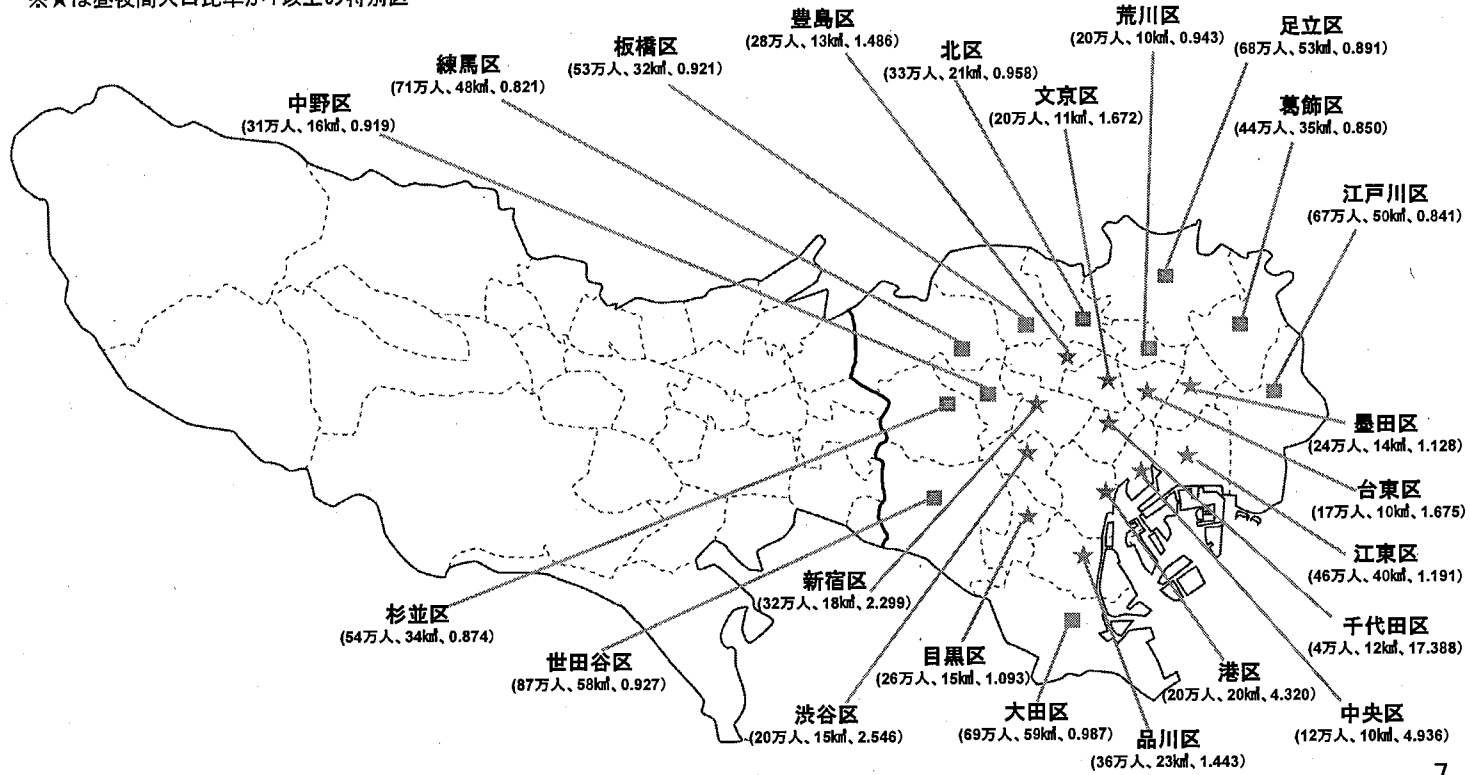 ※★は昼夜間人口比率が1以上の特別区
豊島区
(28万人、13k㎡、1.486)
荒川区
(20万人、10k㎡、0.943)
足立区
(68万人、53k㎡、0.891)
板橋区
(53万人、32k㎡、0.921)
北区
(33万人、21k㎡、0.958)
練馬区
(71万人、48k㎡、0.821)
文京区
(20万人、11k㎡、1.672)
葛飾区
(44万人、35k㎡、0.850)
中野区
(31万人、16k㎡、0.919)
江戸川区
(67万人、50k㎡、0.841)
墨田区
(24万人、14k㎡、1.128)
台東区
(17万人、10k㎡、1.675)
江東区
(46万人、40k㎡、1.191)
新宿区
(32万人、18k㎡、2.299)
杉並区
(54万人、34k㎡、0.874)
千代田区
(4万人、12k㎡、17.388)
世田谷区
(87万人、58k㎡、0.927)
目黒区
(26万人、15k㎡、1.093)
港区
(20万人、20k㎡、4.320)
渋谷区
(20万人、15k㎡、2.546)
大田区
(69万人、59k㎡、0.987)
中央区
(12万人、10k㎡、4.936)
品川区
(36万人、23k㎡、1.443)
7